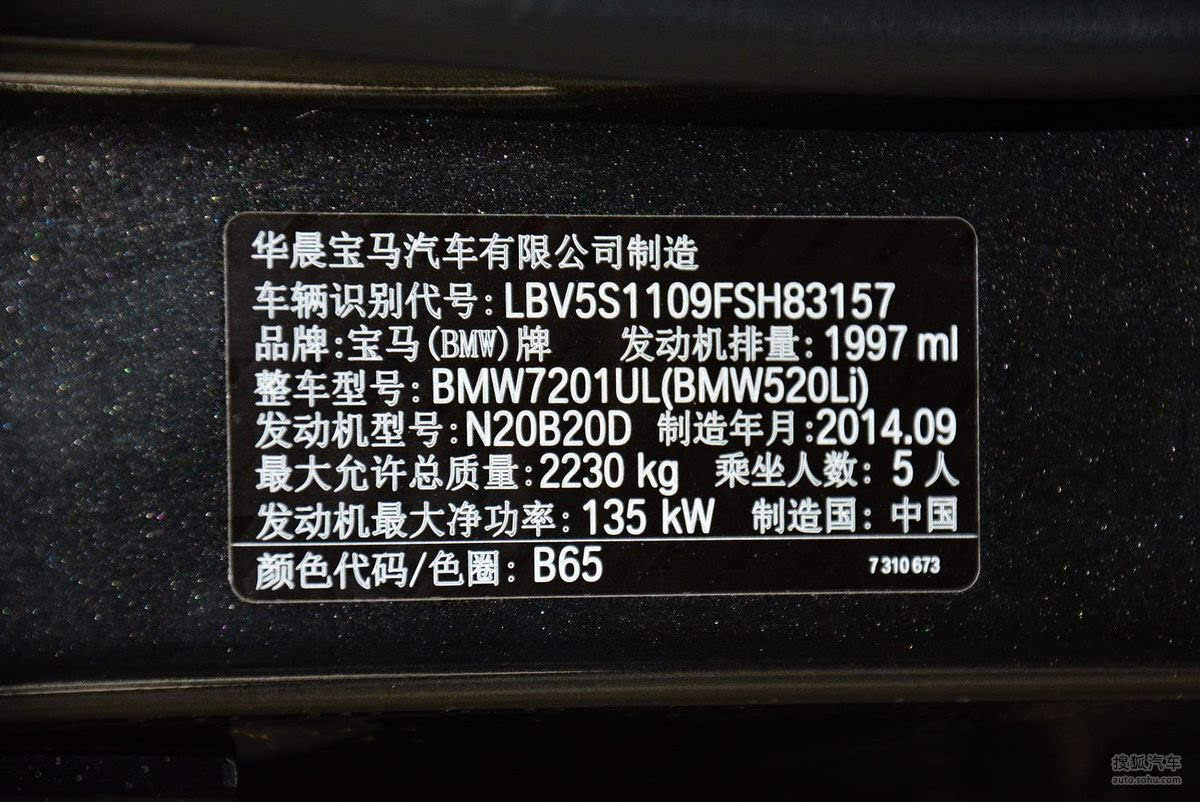 华晨宝马汽车有限公司制造
车辆识别代号: LBV5S1109FSH83157
品牌:宝马(BMW)牌 发动机排量: 1997 ml
整车型号: BMW7201UL(BMW520Li)
发动机型号:N20B20D 制造年月:2014.09
最大允许总质量:2230 kg 乘坐人数: 5 人
发动机最大净功率: 135 kW 制造国: 中国
颜色代码/色圈: B65 7 310 673
搜狐汽车
auto.sohu.com